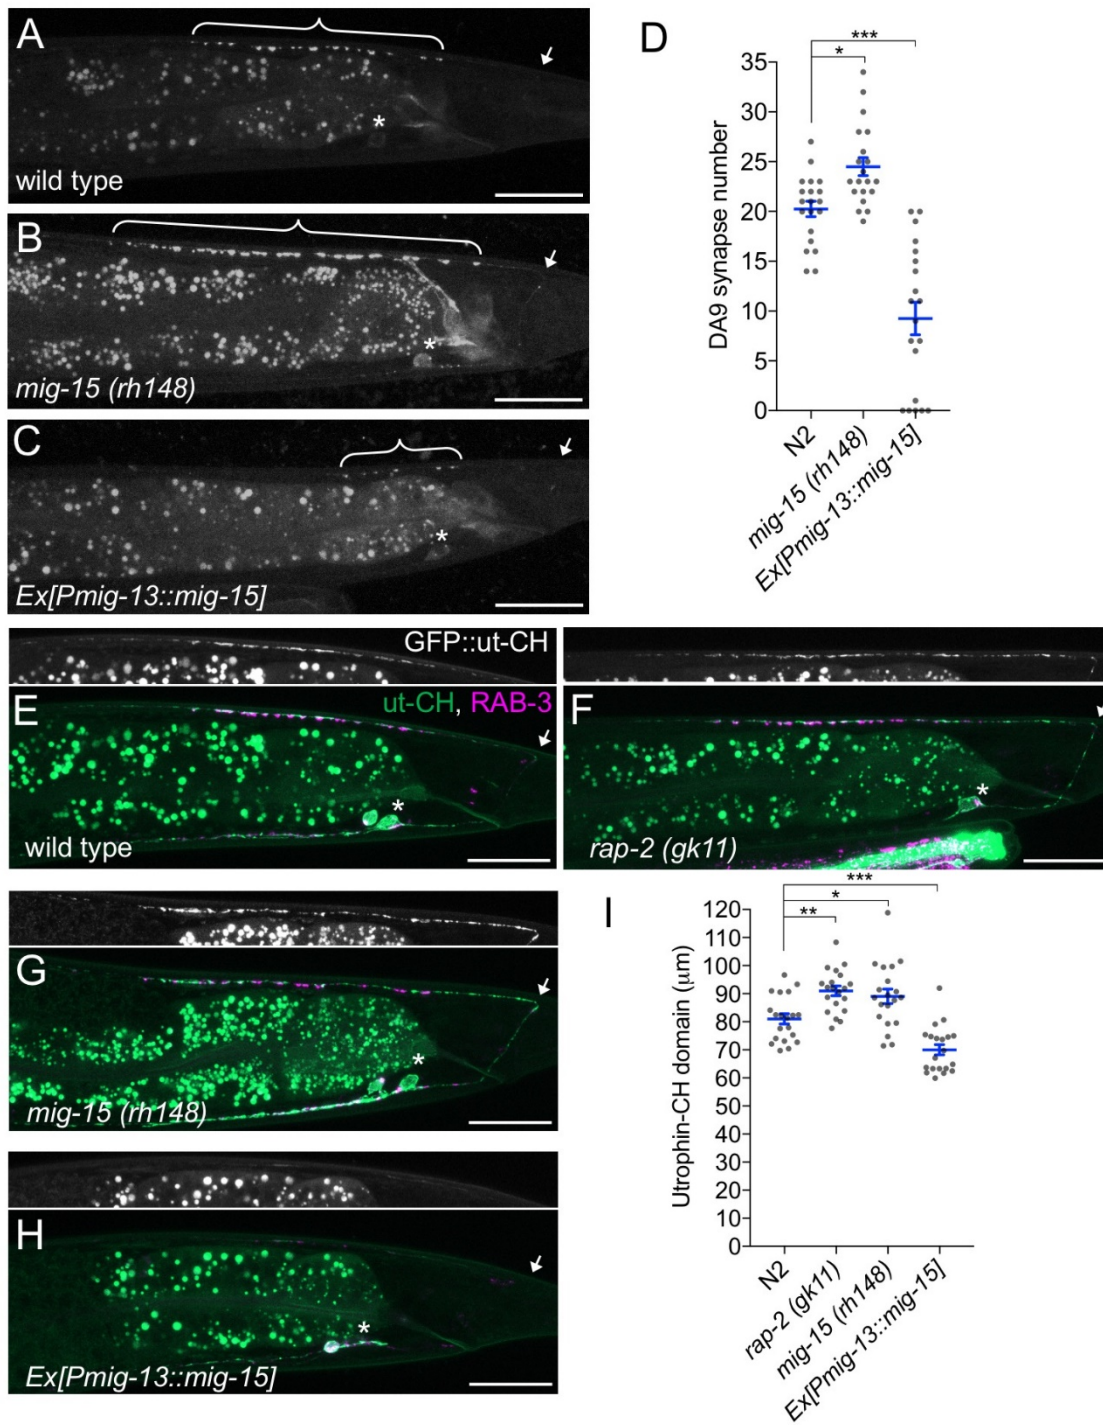 A
*
wild type
B
*
mig-15 (rh148)
C
*
Ex[Pmig-13::mig-15]
D
***
*
35
30
25
20
15
10
5
0
DA9 synapse number
N2
mig-15 (rh148)
Ex[Pmig-13::mig-15]
GFP::ut-CH
E
ut-CH, RAB-3
*
wild type
F
*
rap-2 (gk11)
G
*
mig-15 (rh148)
H
*
Ex[Pmig-13::mig-15]
I
***
*
**
120
110
100
90
80
70
60
50
40
30
20
10
0
Utrophin-CH domain (μm)
N2
rap-2 (gk11)
mig-15 (rh148)
Ex[Pmig-13::mig-15]